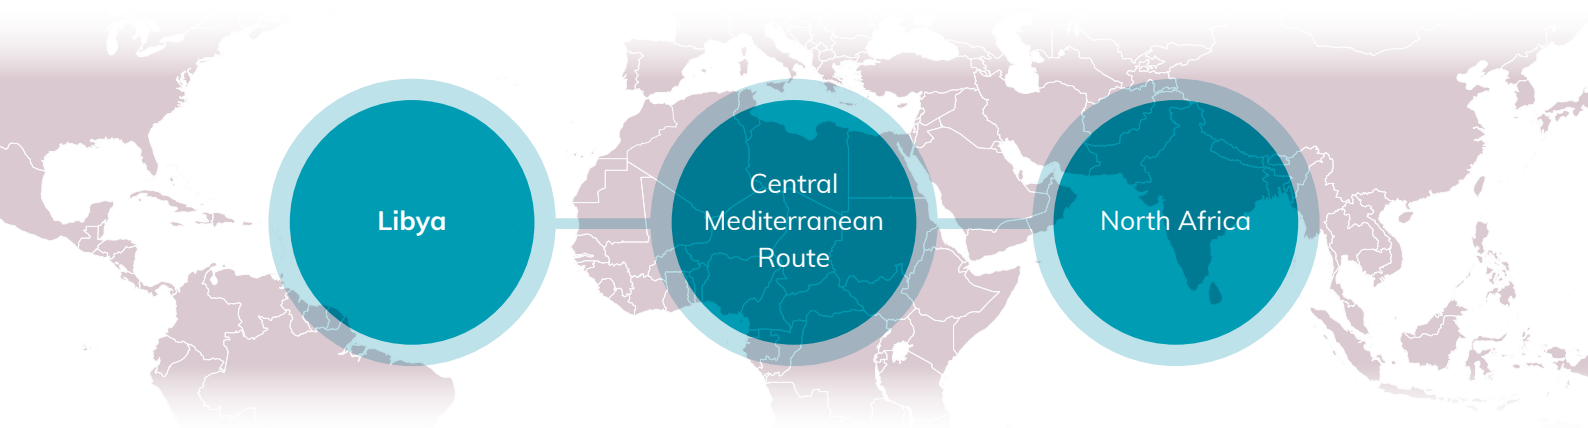 Libya
Central
Mediterranean
Route
North Africa